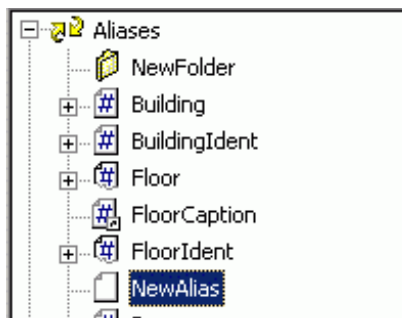 Aliases
NewFolder
Building
BuildingIdent
Floor
FloorCaption
FloorIdent
NewAlias